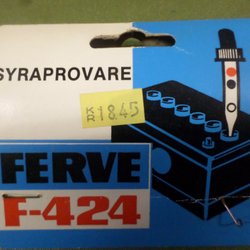 SYRAPROVARE
KR 18.45
FERVE
F-424